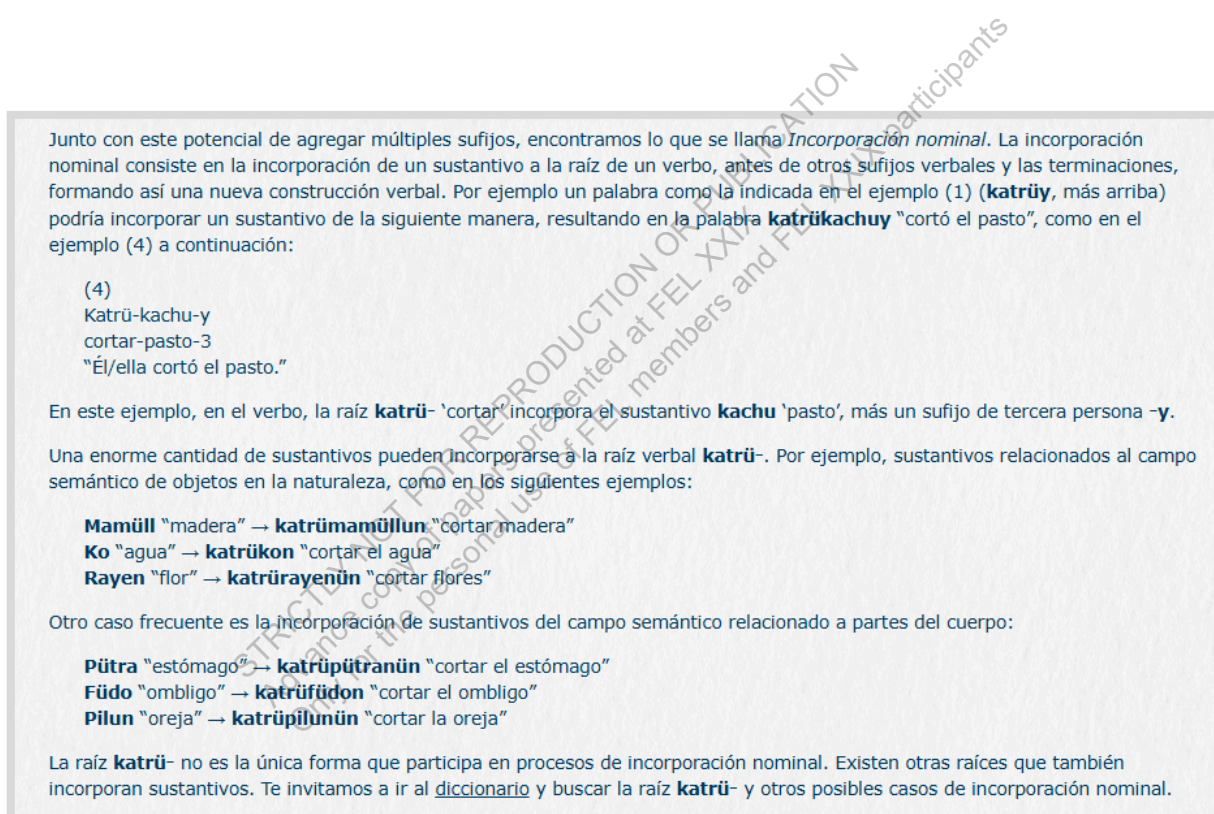 Junto con este potencial de agregar múltiples sufijos, encontramos lo que se llama Incorporación nominal. La incorporación
nominal consiste en la incorporación de un sustantivo a la raíz de un verbo, antes de otros sufijos verbales y las terminaciones,
formando así una nueva construcción verbal. Por ejemplo un palabra como la indicada en el ejemplo (1) (katrüy, más arriba)
podría incorporar un sustantivo de la siguiente manera, resultando en la palabra katrükachuy “cortó el pasto”, como en el
ejemplo (4) a continuación:
(4)
Katrü-kachu-y
cortar-pasto-3
“Él/ella cortó el pasto.”
En este ejemplo, en el verbo, la raíz katrü- ‘cortar’ incorpora el sustantivo kachu ‘pasto’, más un sufijo de tercera persona -y.
Una enorme cantidad de sustantivos pueden incorporarse a la raíz verbal katrü-. Por ejemplo, sustantivos relacionados al campo
semántico de objetos en la naturaleza, como en los siguientes ejemplos:
Mamüll “madera” → katrümamüllun “cortar madera”
Ko “agua” → katrükon “cortar el agua”
Rayen “flor” → katrürayenün “cortar flores”
Otro caso frecuente es la incorporación de sustantivos del campo semántico relacionado a partes del cuerpo:
Pütra “estómago” → katrüpütranün “cortar el estómago”
Füdo “ombligo” → katrüfüdon “cortar el ombligo”
Pilun “oreja” → katrüpilunün “cortar la oreja”
La raíz katrü- no es la única forma que participa en procesos de incorporación nominal. Existen otras raíces que también
incorporan sustantivos. Te invitamos a ir al diccionario y buscar la raíz katrü- y otros posibles casos de incorporación nominal.
STRICTLY NOT FOR REPRODUCTION OR PUBLICATION
Advance copy of papers presented at FEL XXIX
Only for the personal use of FEL members and FEL XXIX participants